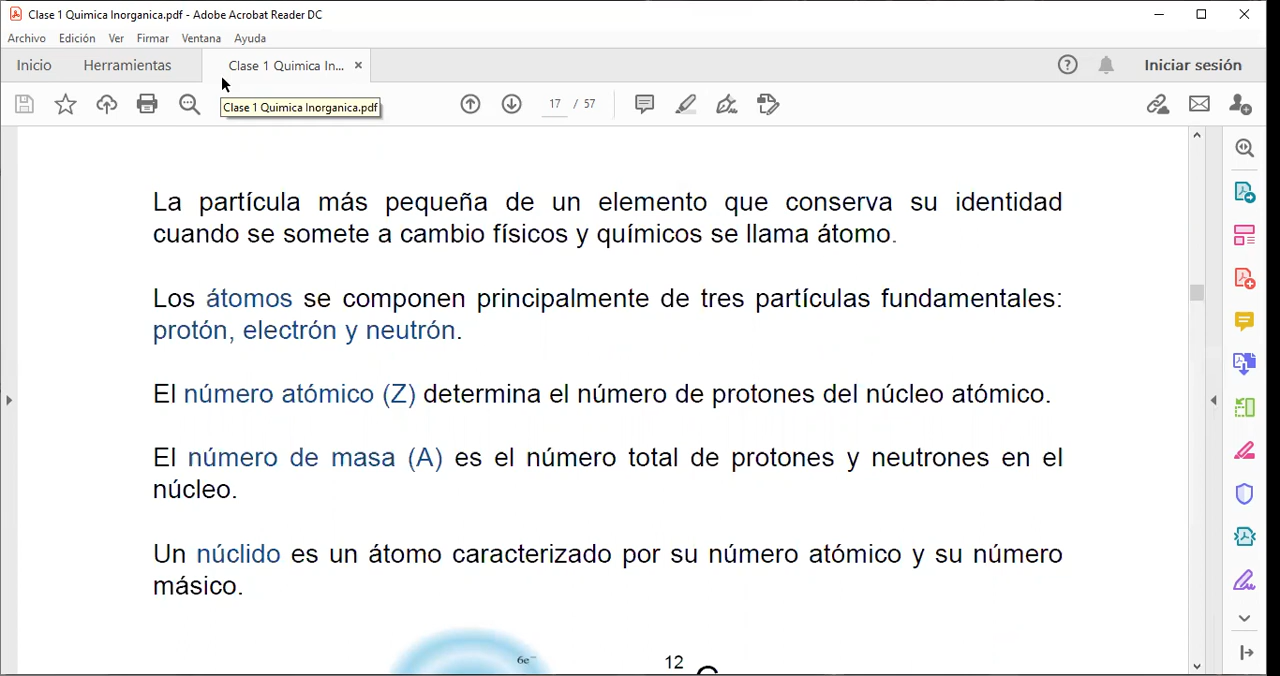 Clase 1 Quimica Inorganica.pdf - Adobe Acrobat Reader DC
Archivo Edición Ver Firmar Ventana Ayuda
Inicio Herramientas Clase 1 Quimica In... × Iniciar sesión
Clase 1 Quimica Inorganica.pdf 17 / 57
La partícula más pequeña de un elemento que conserva su identidad
cuando se somete a cambio físicos y químicos se llama átomo.
Los átomos se componen principalmente de tres partículas fundamentales:
protón, electrón y neutrón.
El número atómico (Z) determina el número de protones del núcleo atómico.
El número de masa (A) es el número total de protones y neutrones en el
núcleo.
Un núclido es un átomo caracterizado por su número atómico y su número
másico.
6e⁻ 12